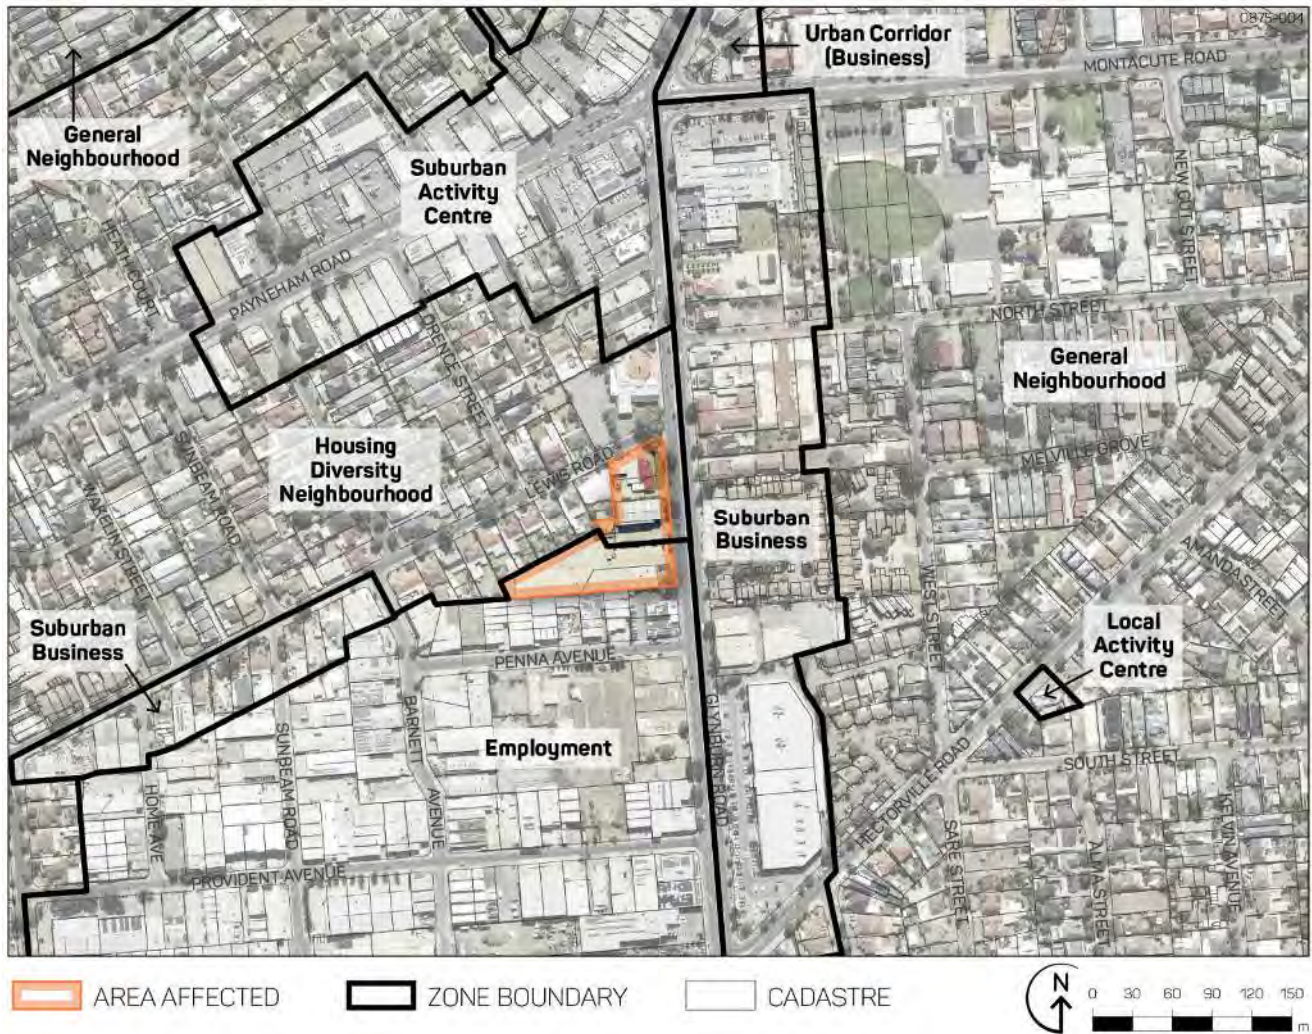 0875-004
Urban Corridor
(Business)
MONTACUTE ROAD
General
Neighbourhood
Suburban
Activity
Centre
NEW CUT STREET
HEATH COURT
PAYNEHAM ROAD
NORTH STREET
FLORENCE STREET
General
Neighbourhood
Housing
Diversity
Neighbourhood
LEWIS ROAD
MELVILLE GROVE
SUNBEAM ROAD
WAKELIN STREET
Suburban
Business
AMANDA STREET
WEST STREET
Suburban
Business
Local
Activity
Centre
PENNA AVENUE
BARNETT
AVENUE
Employment
GLYNBURN ROAD
HECTORVILLE ROAD
SOUTH STREET
SUNBEAM ROAD
HOME AVE
KELVIN AVENUE
SARE STREET
ALMA STREET
PROVIDENT AVENUE
AREA AFFECTED
ZONE BOUNDARY
CADASTRE
N
0 30 60 90 120 150
m